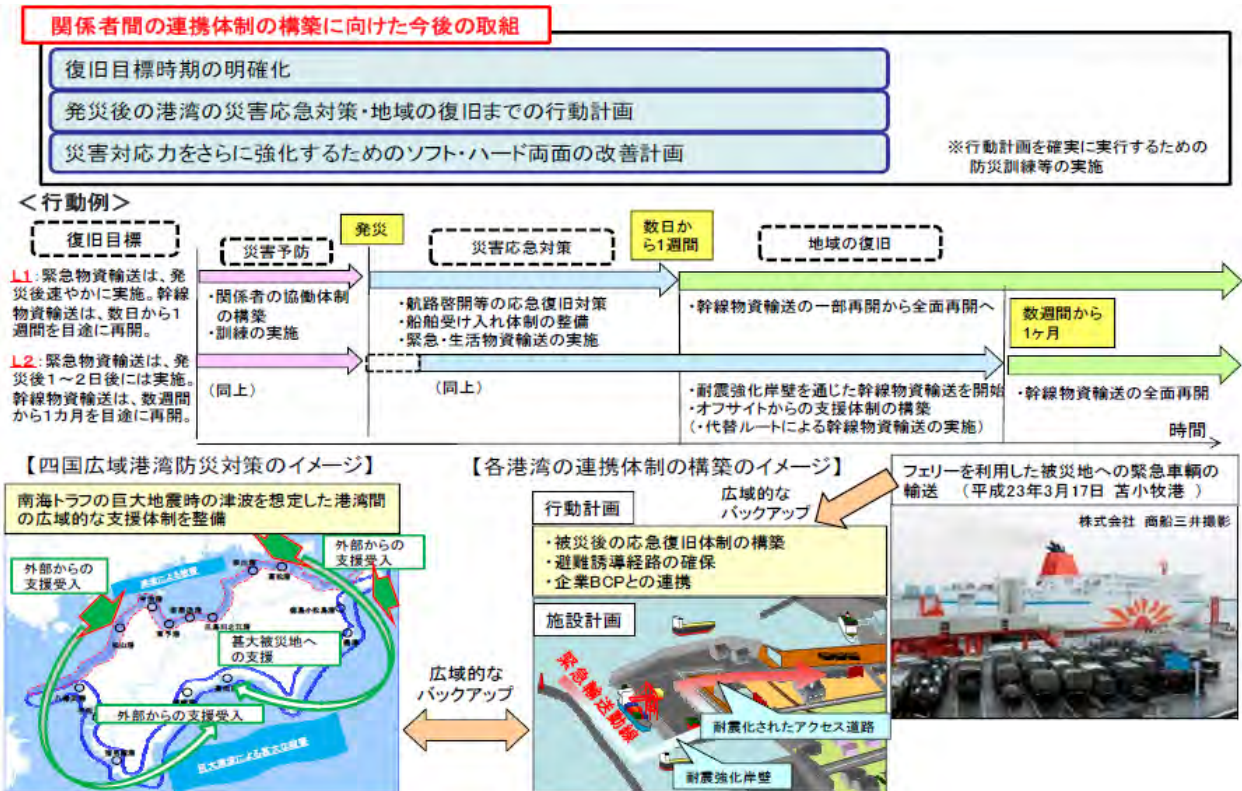 関係者間の連携体制の構築に向けた今後の取組
復旧目標時期の明確化
発災後の港湾の災害応急対策・地域の復旧までの行動計画
災害対応力をさらに強化するためのソフト・ハード両面の改善計画
※行動計画を確実に実行するための
防災訓練等の実施
＜行動例＞
復旧目標
災害予防
発災
災害応急対策
数日か
ら1週間
地域の復旧
L1:緊急物資輸送は、発
災後速やかに実施。幹線
物資輸送は、数日から1
週間を目途に再開。
・関係者の協働体制
の構築
・訓練の実施
・航路啓開等の応急復旧対策
・船舶受け入れ体制の整備
・緊急・生活物資輸送の実施
・幹線物資輸送の一部再開から全面再開へ
数週間から
1ヶ月
L2:緊急物資輸送は、発
災後1～2日後には実施。
幹線物資輸送は、数週間
から1カ月を目途に再開。
（同上）
（同上）
・耐震強化岸壁を通じた幹線物資輸送を開始
・オフサイトからの支援体制の構築
（・代替ルートによる幹線物資輸送の実施）
・幹線物資輸送の全面再開
時間
【四国広域港湾防災対策のイメージ】
南海トラフの巨大地震時の津波を想定した港湾間
の広域的な支援体制を整備
外部からの
支援受入
外部からの
支援受入
甚大被災地へ
の支援
外部からの支援受入
広域的な
バックアップ
【各港湾の連携体制の構築のイメージ】
広域的な
バックアップ
行動計画
・被災後の応急復旧体制の構築
・避難誘導経路の確保
・企業BCPとの連携
施設計画
緊急輸送動線
耐震化されたアクセス道路
耐震強化岸壁
フェリーを利用した被災地への緊急車輌の
輸送　（平成23年3月17日 苫小牧港 ）
株式会社 商船三井撮影